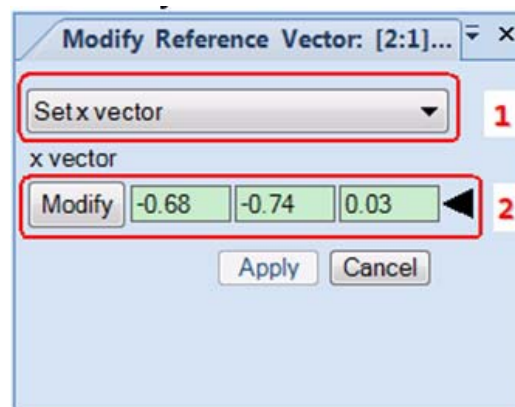 Modify Reference Vector: [2:1]...
Set x vector
1
x vector
Modify -0.68 -0.74 0.03
2
Apply Cancel